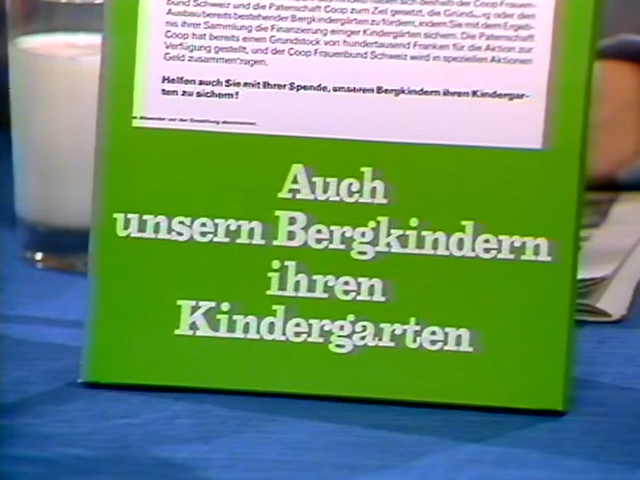 bund Schweiz und die Patenschaft Coop zum Ziel gesetzt, die Gründung oder den
Ausbau bereits bestehender Bergkindergärten zu fördern, indem Sie mit dem Ergeb-
nis ihrer Sammlung die Finanzierung einiger Kindergärten sichern. Die Patenschaft
Coop hat bereits einen Grundstock von hunderttausend Franken für die Aktion zur
Verfügung gestellt, und der Coop Frauenbund Schweiz wird in speziellen Aktionen
Geld zusammentragen.
Helfen auch Sie mit Ihrer Spende, unseren Bergkindern ihren Kindergar-
ten zu sichern!
Auch
unsern Bergkindern
ihren
Kindergarten